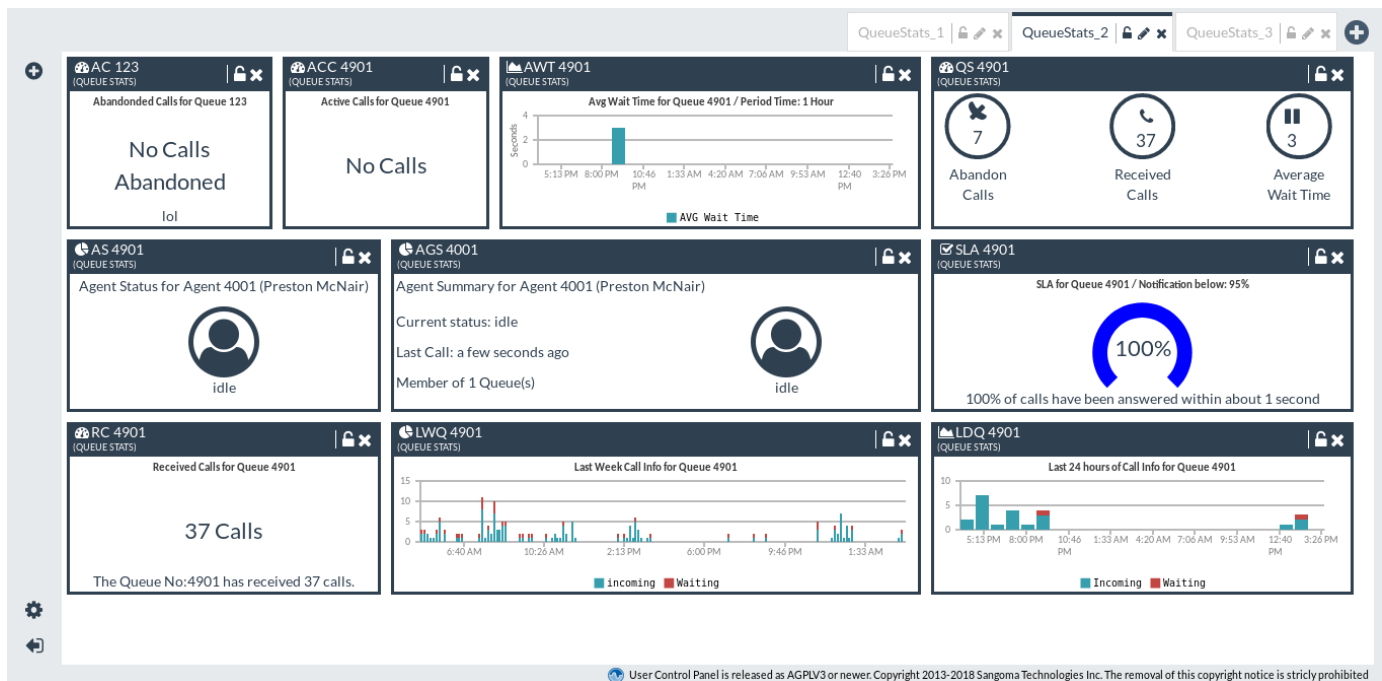 QueueStats_1
QueueStats_2
QueueStats_3
AC 123
(QUEUE STATS)
Abandonded Calls for Queue 123
No Calls
Abandoned
lol
ACC 4901
(QUEUE STATS)
Active Calls for Queue 4901
No Calls
AWT 4901
(QUEUE STATS)
Avg Wait Time for Queue 4901 / Period Time: 1 Hour
Seconds
4
2
0
5:13 PM 8:00 PM 10:46 PM 1:33 AM 4:20 AM 7:06 AM 9:53 AM 12:40 PM 3:26 PM
AVG Wait Time
QS 4901
(QUEUE STATS)
7
Abandon
Calls
37
Received
Calls
3
Average
Wait Time
AS 4901
(QUEUE STATS)
Agent Status for Agent 4001 (Preston McNair)
idle
AGS 4001
(QUEUE STATS)
Agent Summary for Agent 4001 (Preston McNair)
Current status: idle
Last Call: a few seconds ago
Member of 1 Queue(s)
idle
SLA 4901
(QUEUE STATS)
SLA for Queue 4901 / Notification below: 95%
100%
100% of calls have been answered within about 1 second
RC 4901
(QUEUE STATS)
Received Calls for Queue 4901
37 Calls
The Queue No:4901 has received 37 calls.
LWQ 4901
(QUEUE STATS)
Last Week Call Info for Queue 4901
15
10
5
0
6:40 AM 10:26 AM 2:13 PM 6:00 PM 9:46 PM 1:33 AM
incoming Waiting
LDQ 4901
(QUEUE STATS)
Last 24 hours of Call Info for Queue 4901
10
5
0
5:13 PM 8:00 PM 10:46 PM 1:33 AM 4:20 AM 7:06 AM 9:53 AM 12:40 PM 3:26 PM
Incoming Waiting
User Control Panel is released as AGPLV3 or newer. Copyright 2013-2018 Sangoma Technologies Inc. The removal of this copyright notice is stricly prohibited